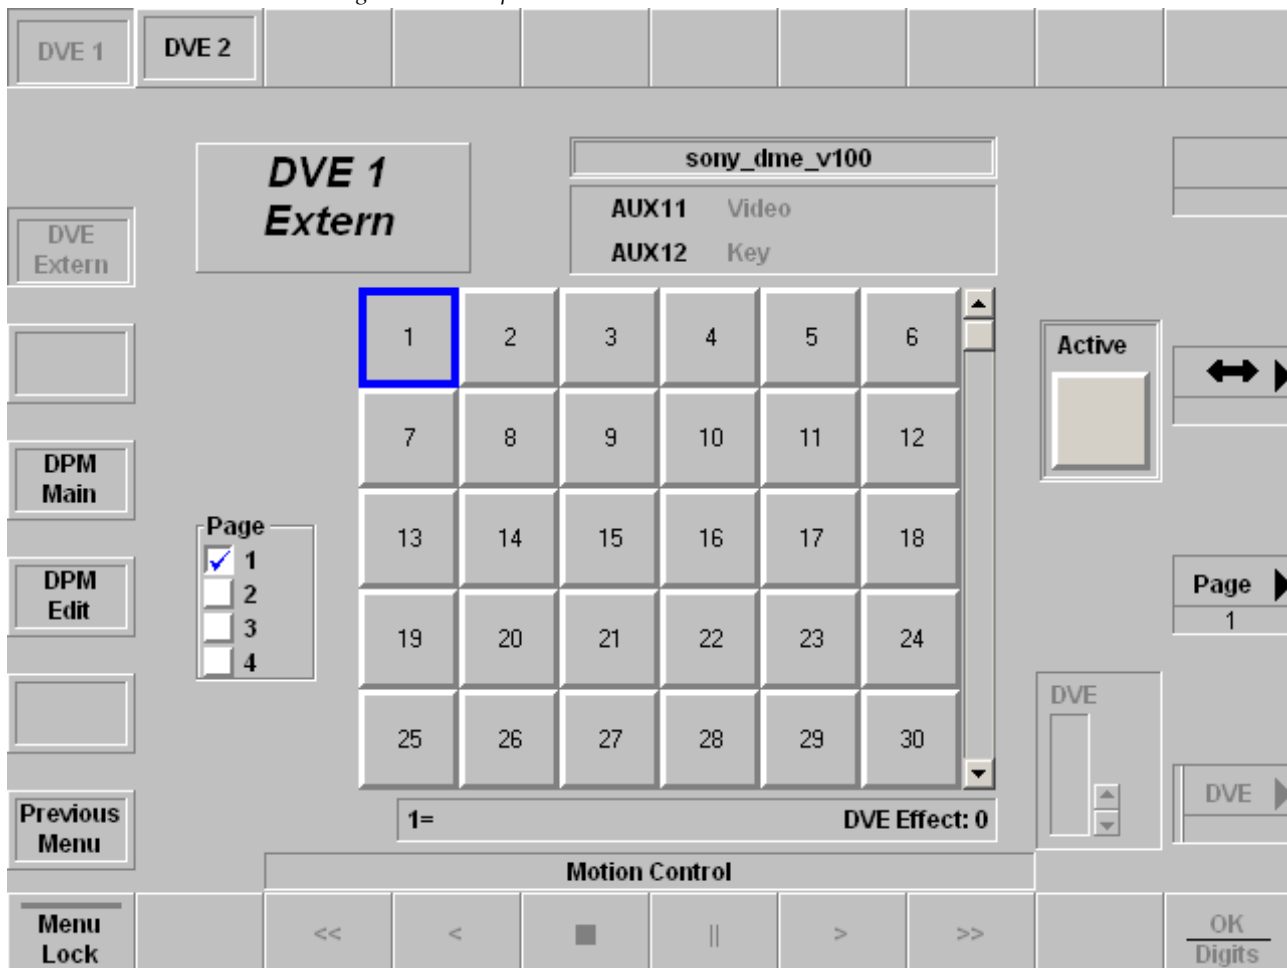 DVE 1
DVE 2
DVE 1
Extern
sony_dme_v100
AUX11 Video
AUX12 Key
DVE
Extern
1 2 3 4 5 6
Active
7 8 9 10 11 12
DPM
Main
13 14 15 16 17 18
Page
1
2
3
4
DPM
Edit
Page
1
19 20 21 22 23 24
DVE
25 26 27 28 29 30
DVE
Previous
Menu
1= DVE Effect: 0
Motion Control
Menu
Lock
<< < || > >>
OK
Digits